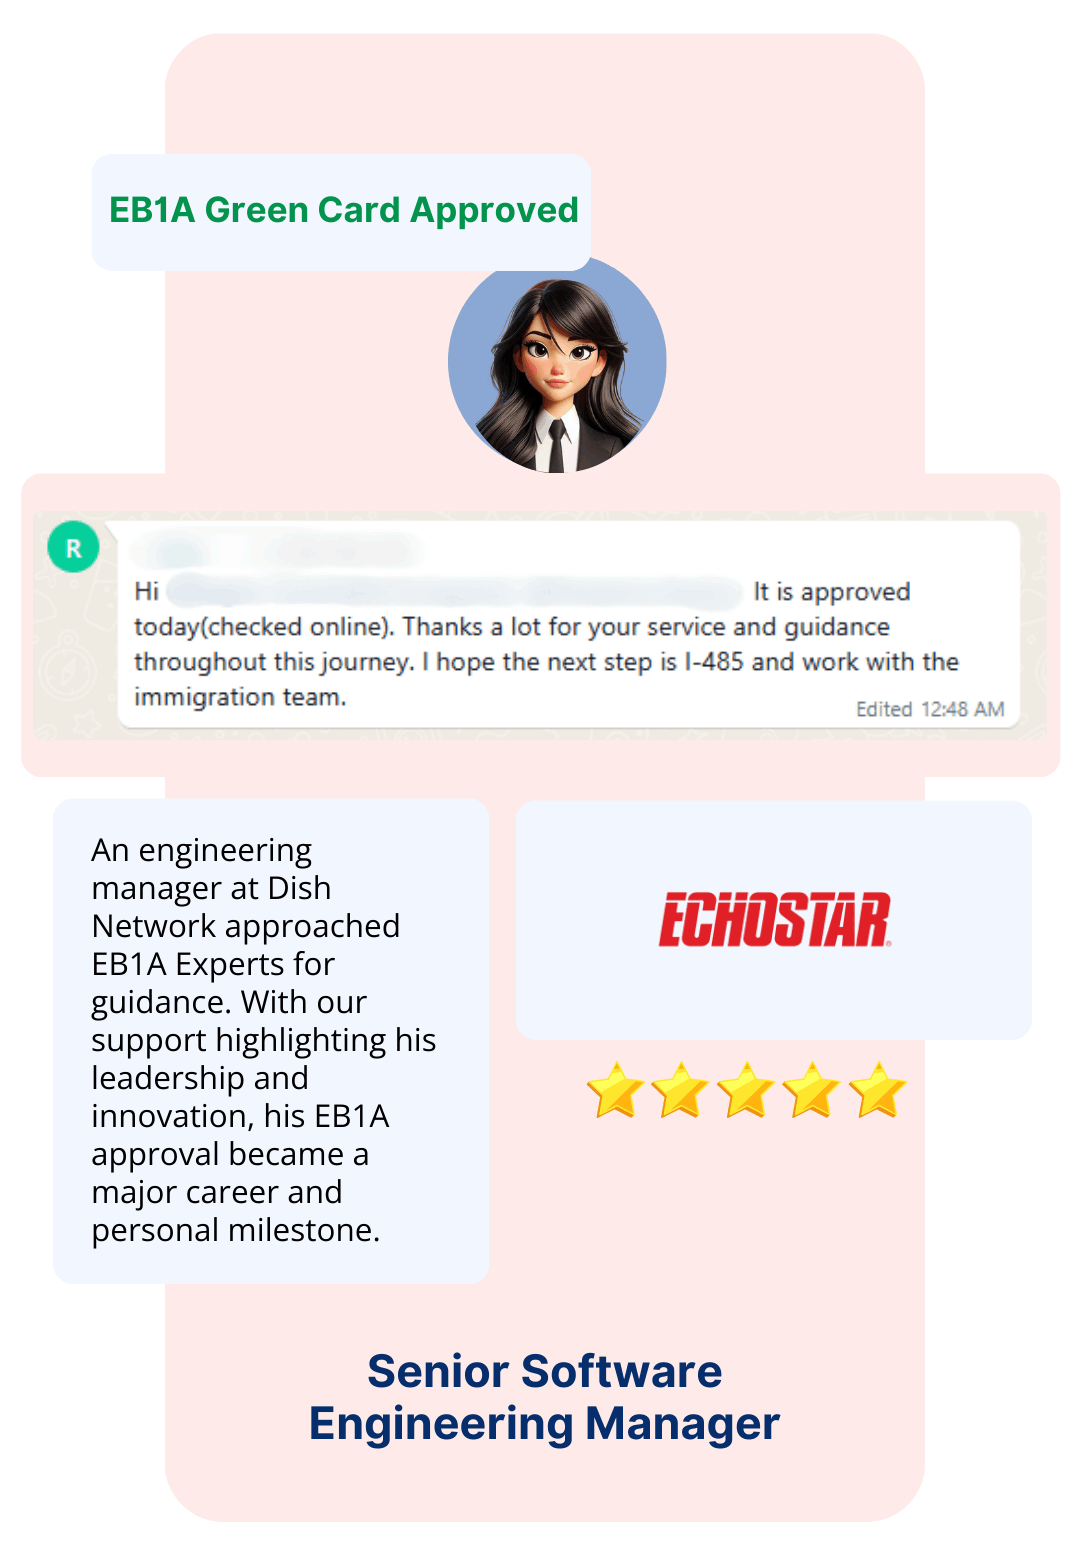 EB1A Green Card Approved
R
Hi It is approved
today(checked online). Thanks a lot for your service and guidance
throughout this journey. I hope the next step is I-485 and work with the
immigration team.
Edited 12:48 AM
An engineering
manager at Dish
Network approached
EB1A Experts for
guidance. With our
support highlighting his
leadership and
innovation, his EB1A
approval became a
major career and
personal milestone.
ECHOSTAR®
Senior Software
Engineering Manager